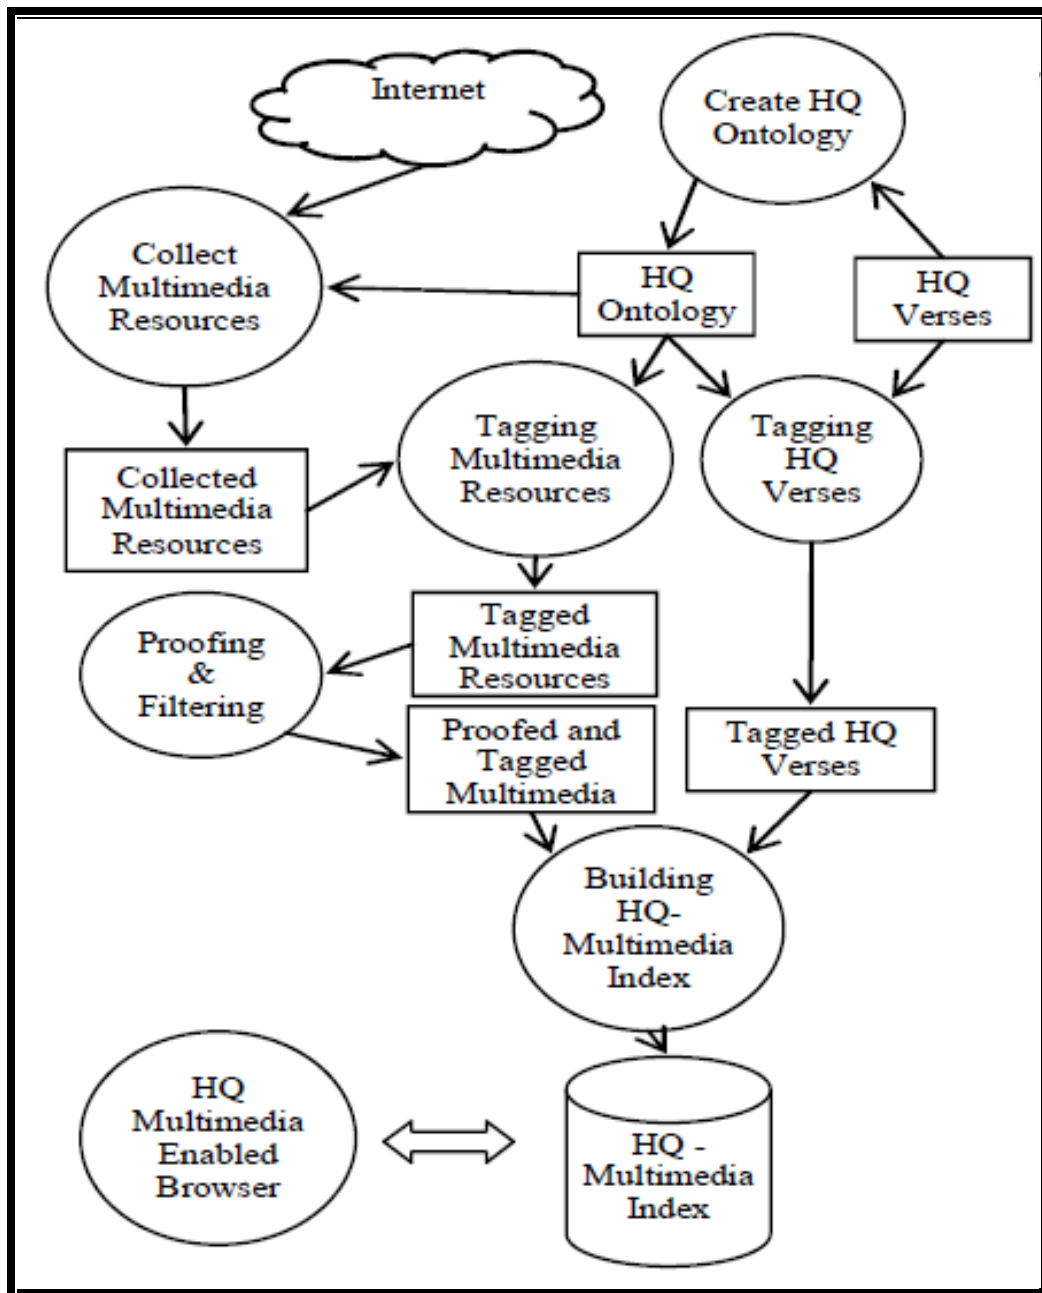 Internet
Create HQ
Ontology
Collect
Multimedia
Resources
HQ
Ontology
HQ
Verses
Tagging
Multimedia
Resources
Tagging
HQ
Verses
Collected
Multimedia
Resources
Tagged
Multimedia
Resources
Proofing
&
Filtering
Proofed and
Tagged
Multimedia
Tagged HQ
Verses
Building
HQ-
Multimedia
Index
HQ
Multimedia
Enabled
Browser
HQ -
Multimedia
Index